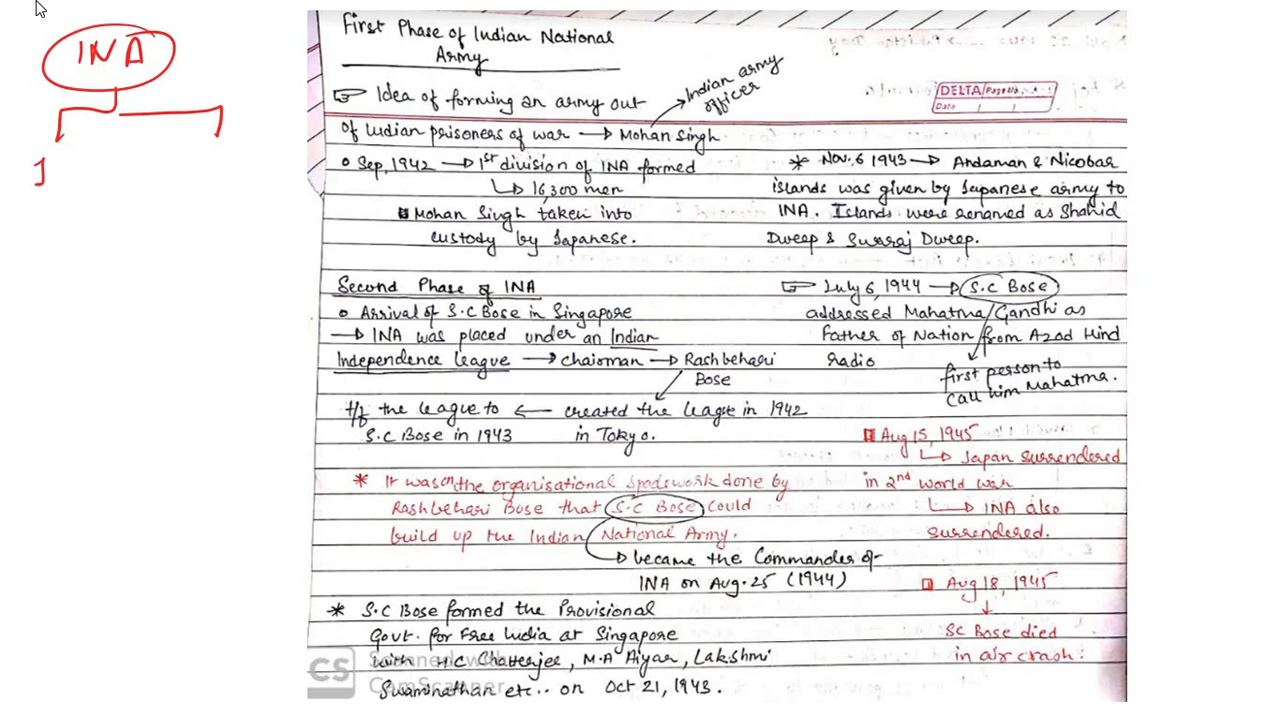 INA
1
First Phase of Indian National
Army
☞ Idea of forming an army out
→ Indian army
officer
DELTA Page No.
Date
of Indian prisoners of war → Mohan Singh
o Sep, 1942 → 1st division of INA formed
↳ 16,300 men
Mohan Singh taken into
custody by Japanese.
Second Phase of INA
o Arrival of S.C Bose in Singapore
→ INA was placed under an Indian
Independence league → chairman → Rashbehari
Bose
t/f the league to ← created the league in 1942
S.C Bose in 1943 in Tokyo.
* It was on the organisational spadework done by
Rashbehari Bose that S.C Bose could
build up the Indian National Army.
→ became the Commander of
INA on Aug. 25 (1944)
* S.C Bose formed the Provisional
Govt. for Free India at Singapore
with H.C Chatterjee, M.A Aiyar, Lakshmi
Swaminathan etc.. on Oct 21, 1943.
* Nov. 6 1943 → Andaman & Nicobar
islands was given by Japanese army to
INA. Islands were renamed as Shahid
Dweep & Swaraj Dweep.
☞ July 6, 1944 → S.C Bose
addressed Mahatma Gandhi as
Father of Nation from Azad Hind
radio
first person to
call him Mahatma.
Aug 15, 1945
↳ Japan surrendered
in 2nd world war
↳ INA also
surrendered.
Aug 18, 1945
↓
SC Bose died
in air crash.
CS Scanned with
CamScanner